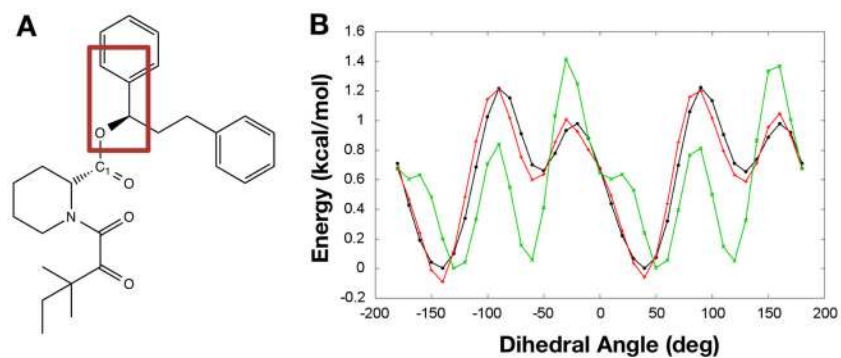 A
O
C1
O
N
O
O
B
Energy (kcal/mol)
1.6
1.4
1.2
1
0.8
0.6
0.4
0.2
0
-0.2
-200 -150 -100 -50 0 50 100 150 200
Dihedral Angle (deg)